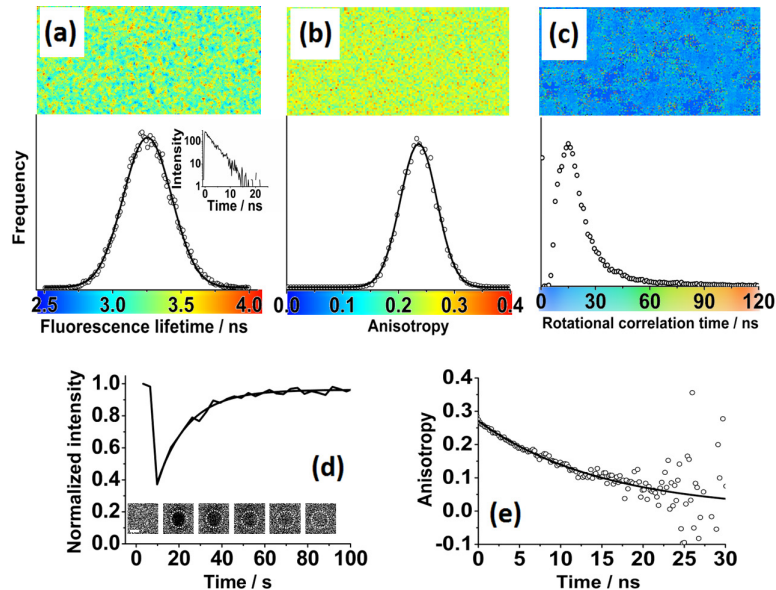 (a)
(b)
(c)
Frequency
Intensity
100
10
1
0 10 20
Time / ns
2.5 3.0 3.5 4.0
Fluorescence lifetime / ns
0.0 0.1 0.2 0.3 0.4
Anisotropy
0 30 60 90 120
Rotational correlation time / ns
Normalized intensity
1.0
0.8
0.6
0.4
0.2
0.0
(d)
0 20 40 60 80 100
Time / s
Anisotropy
0.4
0.3
0.2
0.1
0.0
-0.1
(e)
0 5 10 15 20 25 30
Time / ns